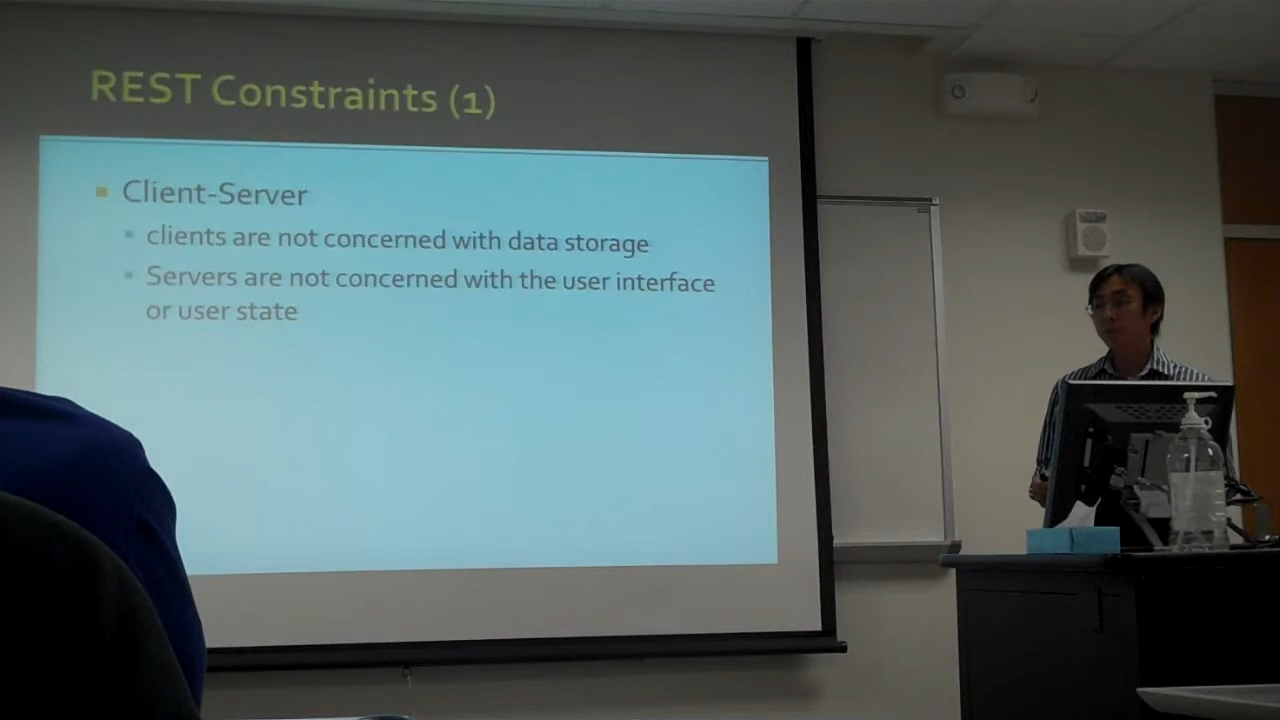 REST Constraints (1)
Client-Server
clients are not concerned with data storage
Servers are not concerned with the user interface
or user state